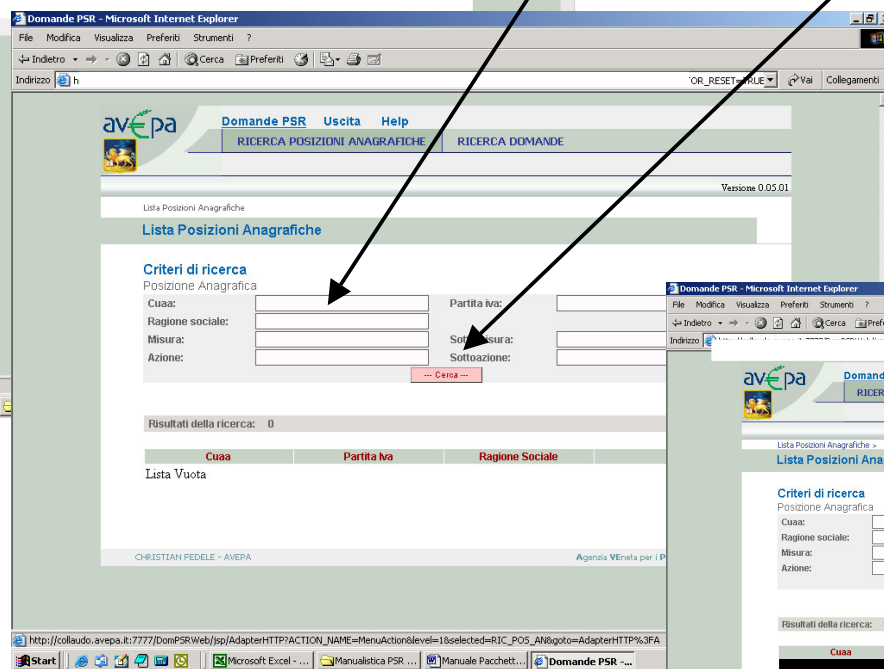 Domande PSR - Microsoft Internet Explorer
File Modifica Visualizza Preferiti Strumenti ?
Indietro Cerca Preferiti
Indirizzo h OR_RESET=TRUE Vai Collegamenti
avepa
Domande PSR Uscita Help
RICERCA POSIZIONI ANAGRAFICHE RICERCA DOMANDE
Versione 0.05.01
Lista Posizioni Anagrafiche
Lista Posizioni Anagrafiche
Criteri di ricerca
Posizione Anagrafica
Cuaa: Partita iva:
Ragione sociale:
Misura: Sottomisura:
Azione: Sottoazione:
--- Cerca ---
Risultati della ricerca: 0
Cuaa Partita Iva Ragione Sociale
Lista Vuota
CHRISTIAN FEDELE - AVEPA Agenzia VEneta per i P
http://collaudo.avepa.it:7777/DomPSRWeb/jsp/AdapterHTTP?ACTION_NAME=MenuAction&level=1&selected=RIC_POS_AN&goto=AdapterHTTP%3FA
Start Microsoft Excel - ... Manualistica PSR ... Manuale Pacchett... Domande PSR -...
Domande PSR - Microsoft Internet Explorer
File Modifica Visualizza Preferiti Strumenti ?
Indietro Cerca Pref
Indirizzo
avepa
Domand
RICER
Lista Posizioni Anagrafiche >
Lista Posizioni Ana
Criteri di ricerca
Posizione Anagrafica
Cuaa:
Ragione sociale:
Misura:
Azione:
Risultati della ricerca:
Cuaa